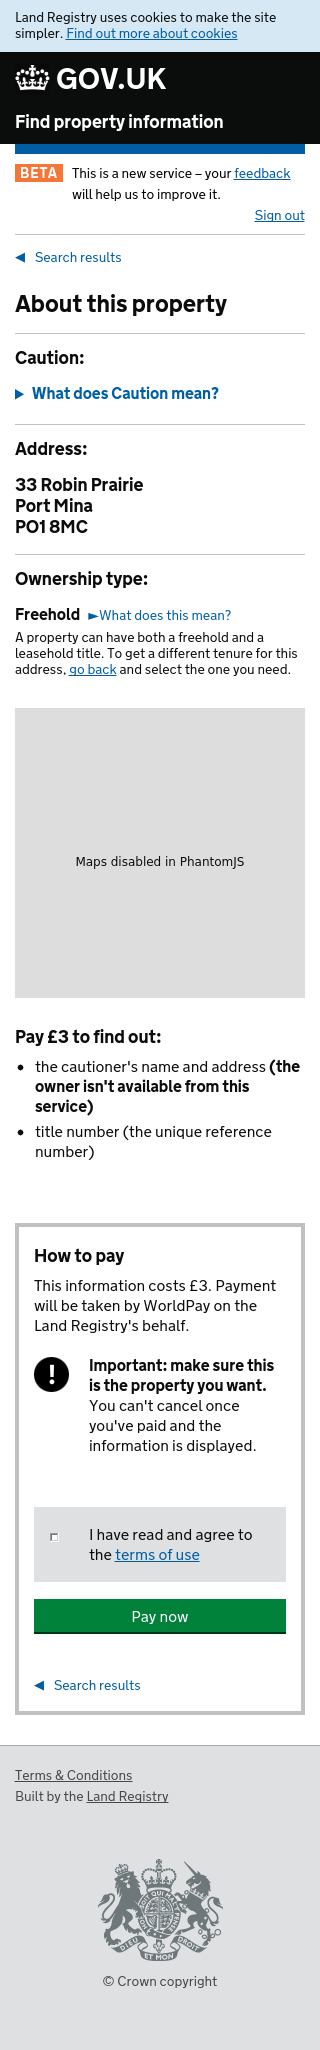 Land Registry uses cookies to make the site
simpler. Find out more about cookies
GOV.UK
Find property information
BETA This is a new service – your feedback
will help us to improve it.
Sign out
◀ Search results
About this property
Caution:
▶ What does Caution mean?
Address:
33 Robin Prairie
Port Mina
PO1 8MC
Ownership type:
Freehold ►What does this mean?
A property can have both a freehold and a
leasehold title. To get a different tenure for this
address, go back and select the one you need.
Maps disabled in PhantomJS
Pay £3 to find out:
• the cautioner's name and address (the
owner isn't available from this
service)
• title number (the unique reference
number)
How to pay
This information costs £3. Payment
will be taken by WorldPay on the
Land Registry's behalf.
Important: make sure this
is the property you want.
You can't cancel once
you've paid and the
information is displayed.
I have read and agree to
the terms of use
Pay now
◀ Search results
Terms & Conditions
Built by the Land Registry
DIEU ET MON DROIT
© Crown copyright